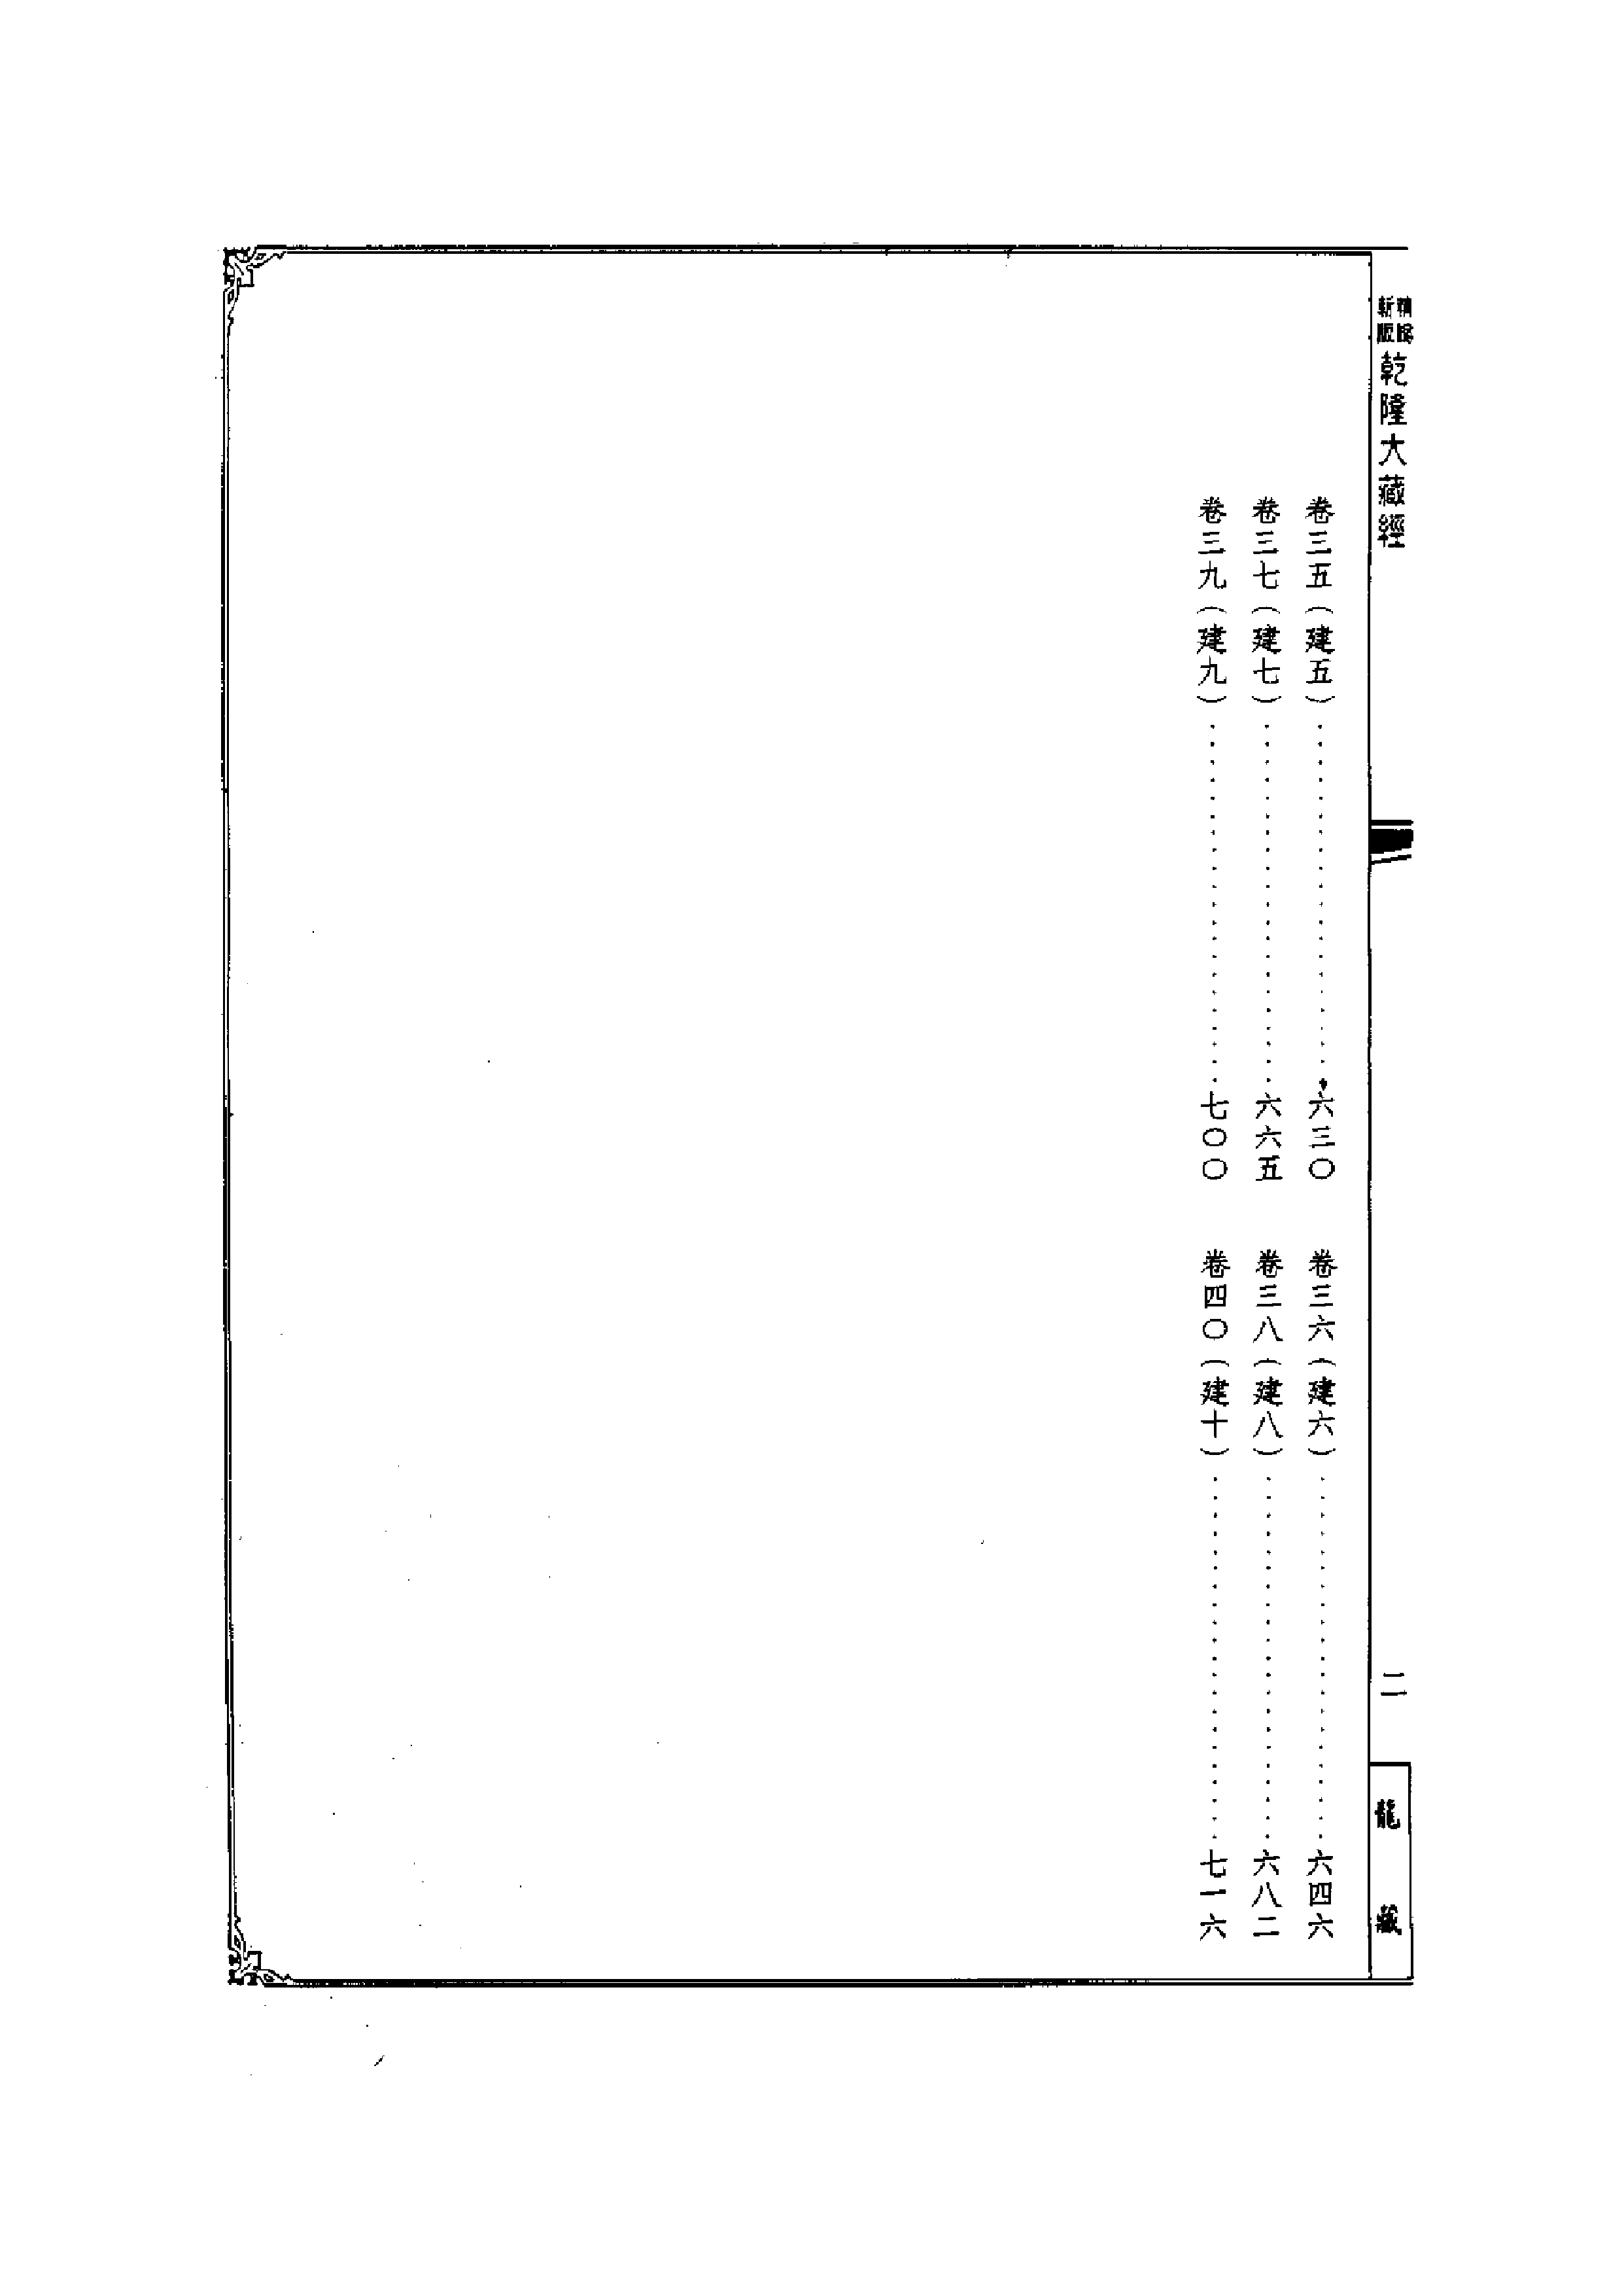 新版
乾隆大藏經
卷三五（建五）····················六三〇
卷三六（建六）····················六四六
卷三七（建七）····················六六五
卷三八（建八）····················六八二
卷三九（建九）····················七〇〇
卷四〇（建十）····················七一六
二
龍藏